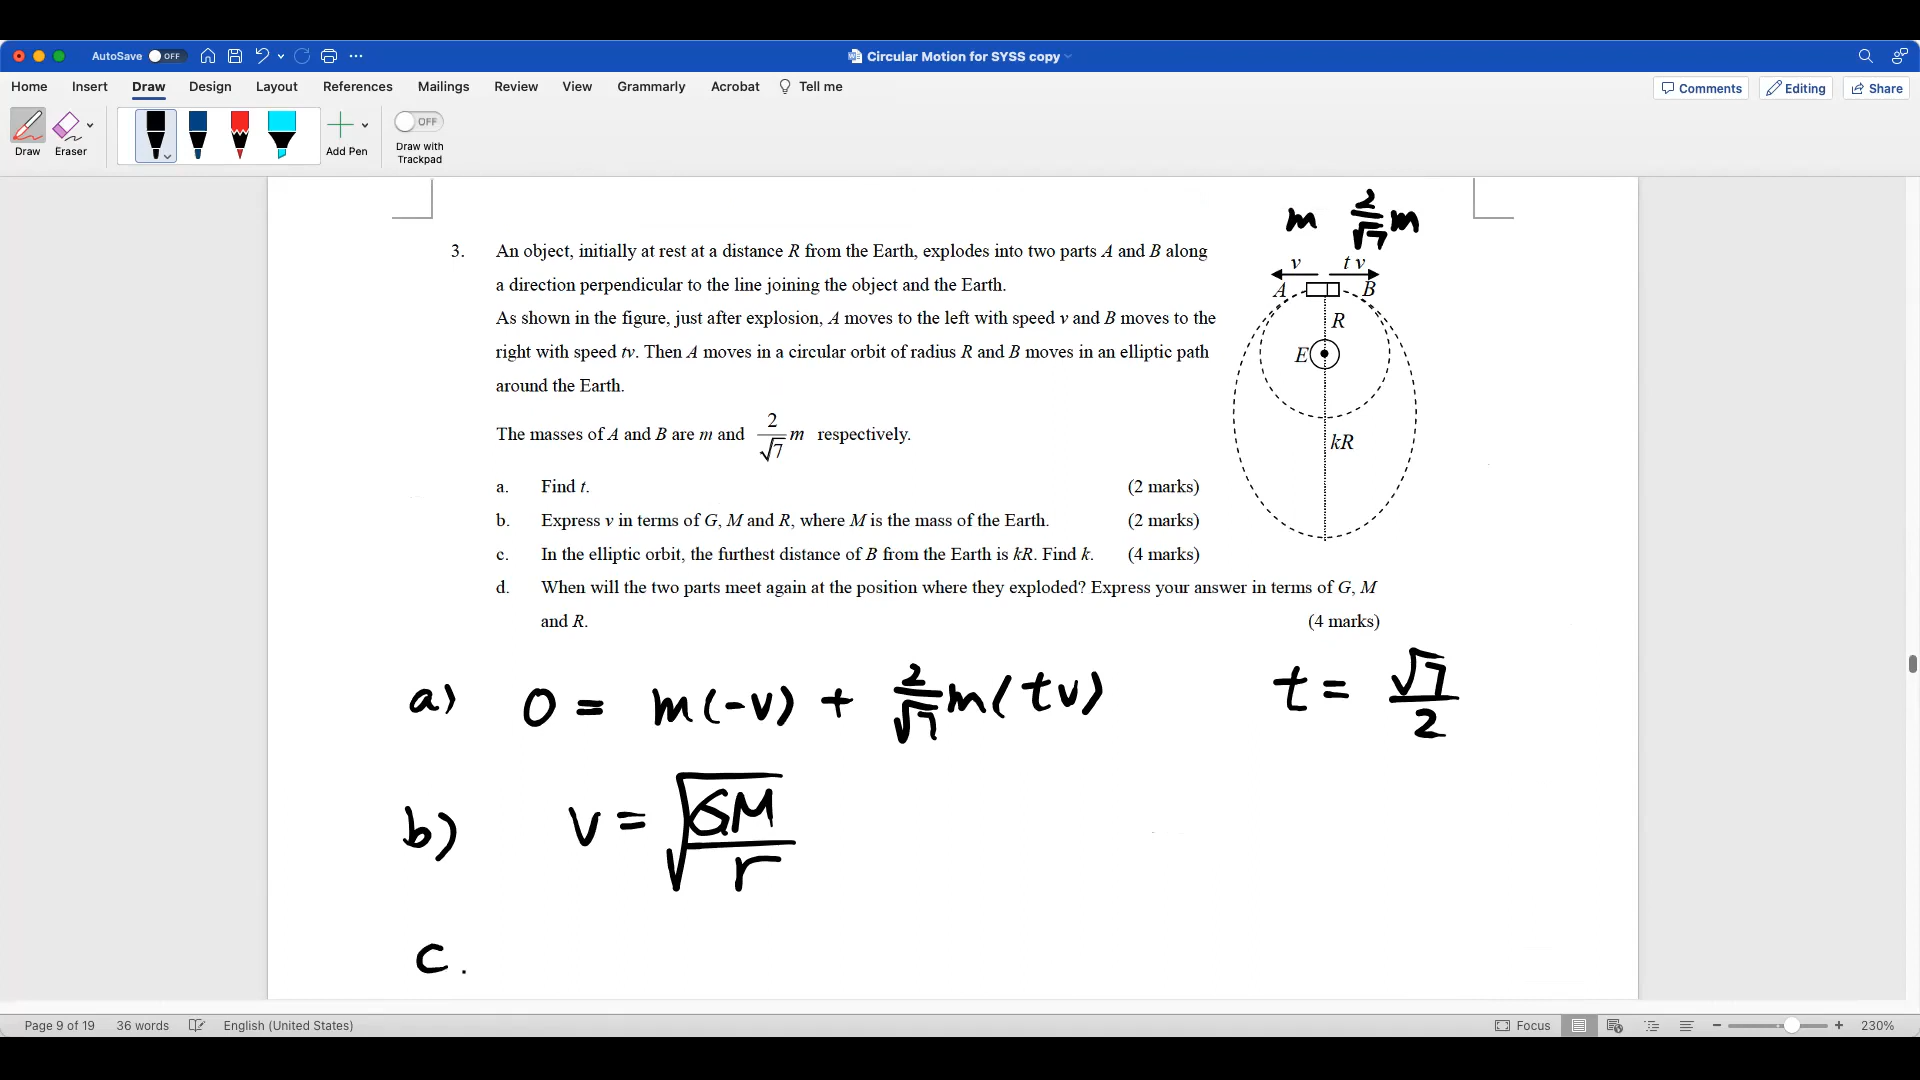 AutoSave OFF
Circular Motion for SYSS copy
Home Insert Draw Design Layout References Mailings Review View Grammarly Acrobat Tell me
Comments Editing Share
Draw Eraser Add Pen OFF Draw with Trackpad
m 2/√7 m
v t v
A B
R
E
kR
3. An object, initially at rest at a distance R from the Earth, explodes into two parts A and B along
a direction perpendicular to the line joining the object and the Earth.
As shown in the figure, just after explosion, A moves to the left with speed v and B moves to the
right with speed tv. Then A moves in a circular orbit of radius R and B moves in an elliptic path
around the Earth.
The masses of A and B are m and 2/√7 m respectively.
a. Find t. (2 marks)
b. Express v in terms of G, M and R, where M is the mass of the Earth. (2 marks)
c. In the elliptic orbit, the furthest distance of B from the Earth is kR. Find k. (4 marks)
d. When will the two parts meet again at the position where they exploded? Express your answer in terms of G, M
and R. (4 marks)
a) 0 = m(-v) + 2/√7 m(tv) t = √7/2
b) v = √(GM/r)
c.
Page 9 of 19 36 words English (United States) Focus 230%